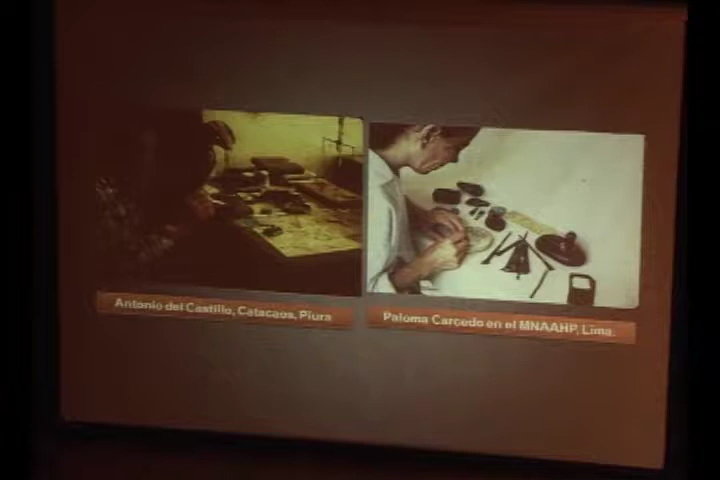 Antonio del Castillo, Catacaos, Piura
Paloma Carcedo en el MNAAHP, Lima.